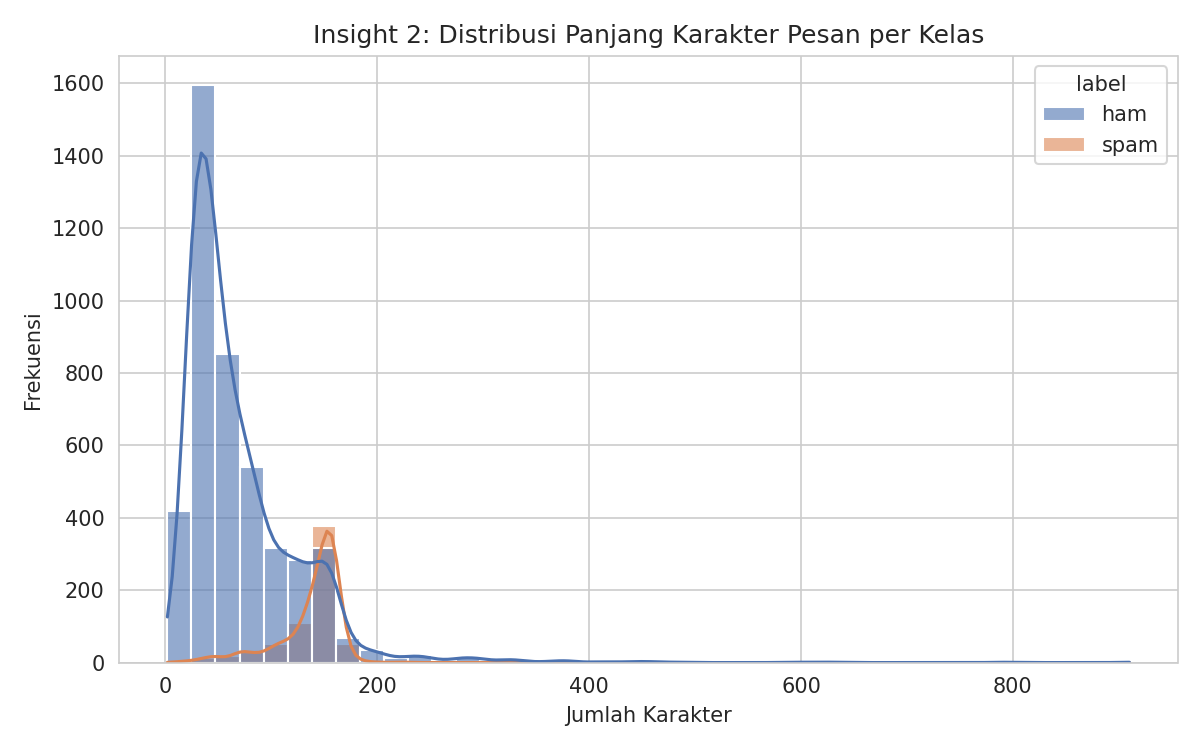 Insight 2: Distribusi Panjang Karakter Pesan per Kelas
label
ham
spam
Frekuensi
1600
1400
1200
1000
800
600
400
200
0
0 200 400 600 800
Jumlah Karakter